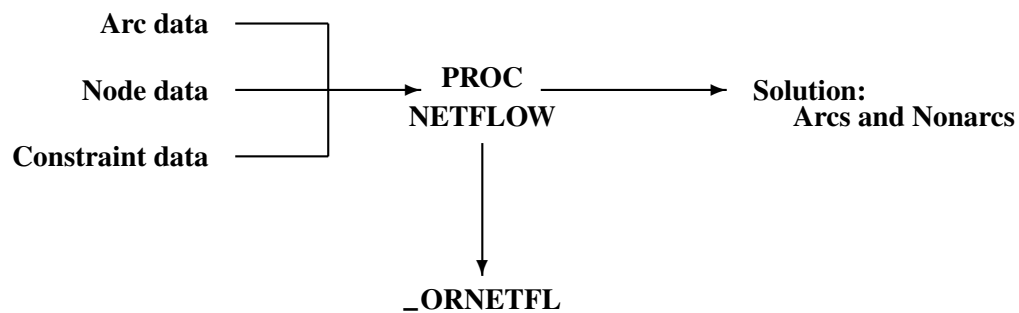 Arc data
Node data
Constraint data
PROC
NETFLOW
Solution:
Arcs and Nonarcs
_ORNETFL